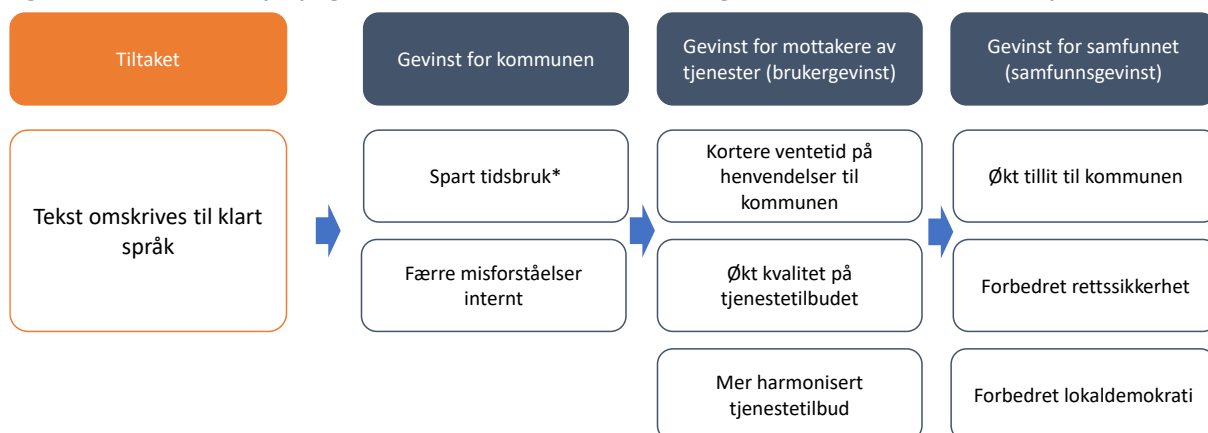 Tiltaket
Gevinst for kommunen
Gevinst for mottakere av
tjenester (brukergevinst)
Gevinst for samfunnet
(samfunnsgevinst)
Tekst omskrives til klart
språk
Spart tidsbruk*
Færre misforståelser
internt
Kortere ventetid på
henvendelser til
kommunen
Økt kvalitet på
tjenestetilbudet
Mer harmonisert
tjenestetilbud
Økt tillit til kommunen
Forbedret rettssikkerhet
Forbedret lokaldemokrati